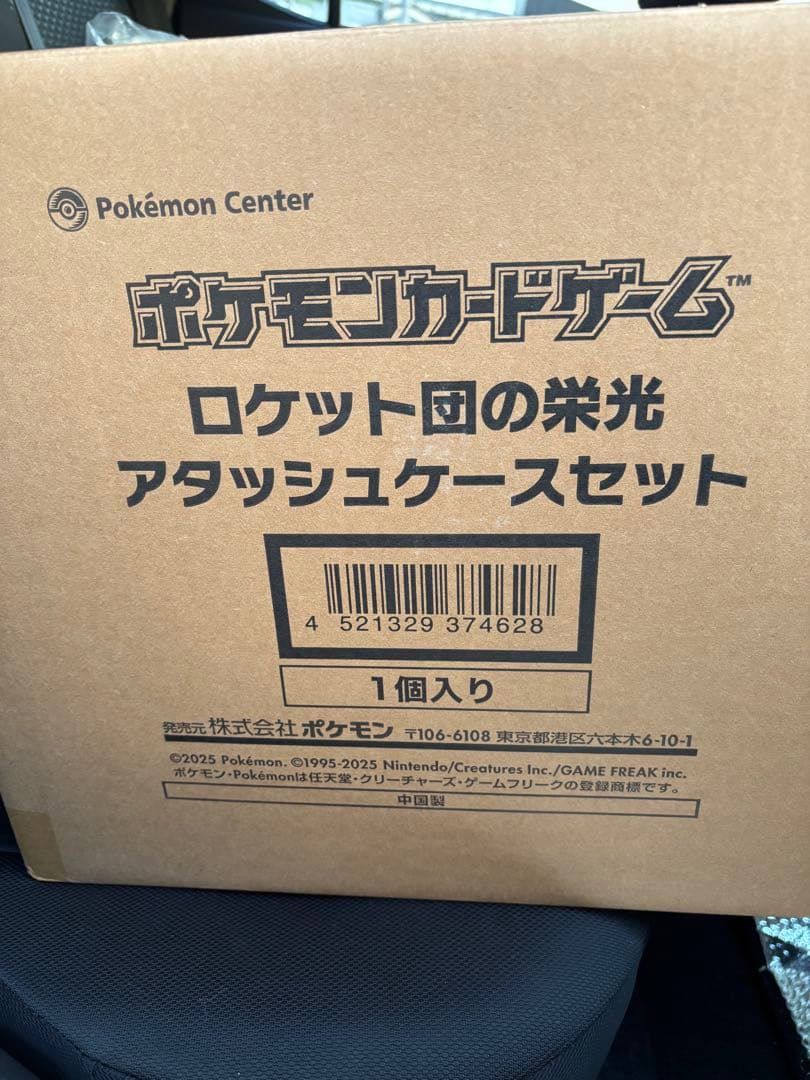 Pokémon Center
ポケモンカードゲーム™
ロケット団の栄光
アタッシュケースセット
4 521329 374628
1個入り
発売元 株式会社 ポケモン 〒106-6108 東京都港区六本木6-10-1
©2025 Pokémon. ©1995-2025 Nintendo/Creatures Inc./GAME FREAK inc.
ポケモン・Pokémonは任天堂・クリーチャーズ・ゲームフリークの登録商標です。
中国製